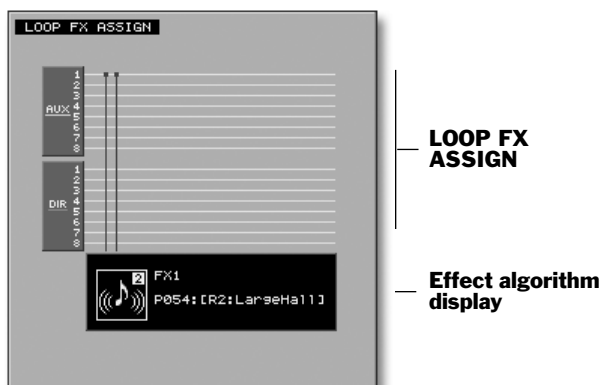 LOOP FX ASSIGN
AUX
1
2
3
4
5
6
7
8
DIR
1
2
3
4
5
6
7
8
2
FX1
P054:[R2:LargeHall]
LOOP FX
ASSIGN
Effect algorithm
display